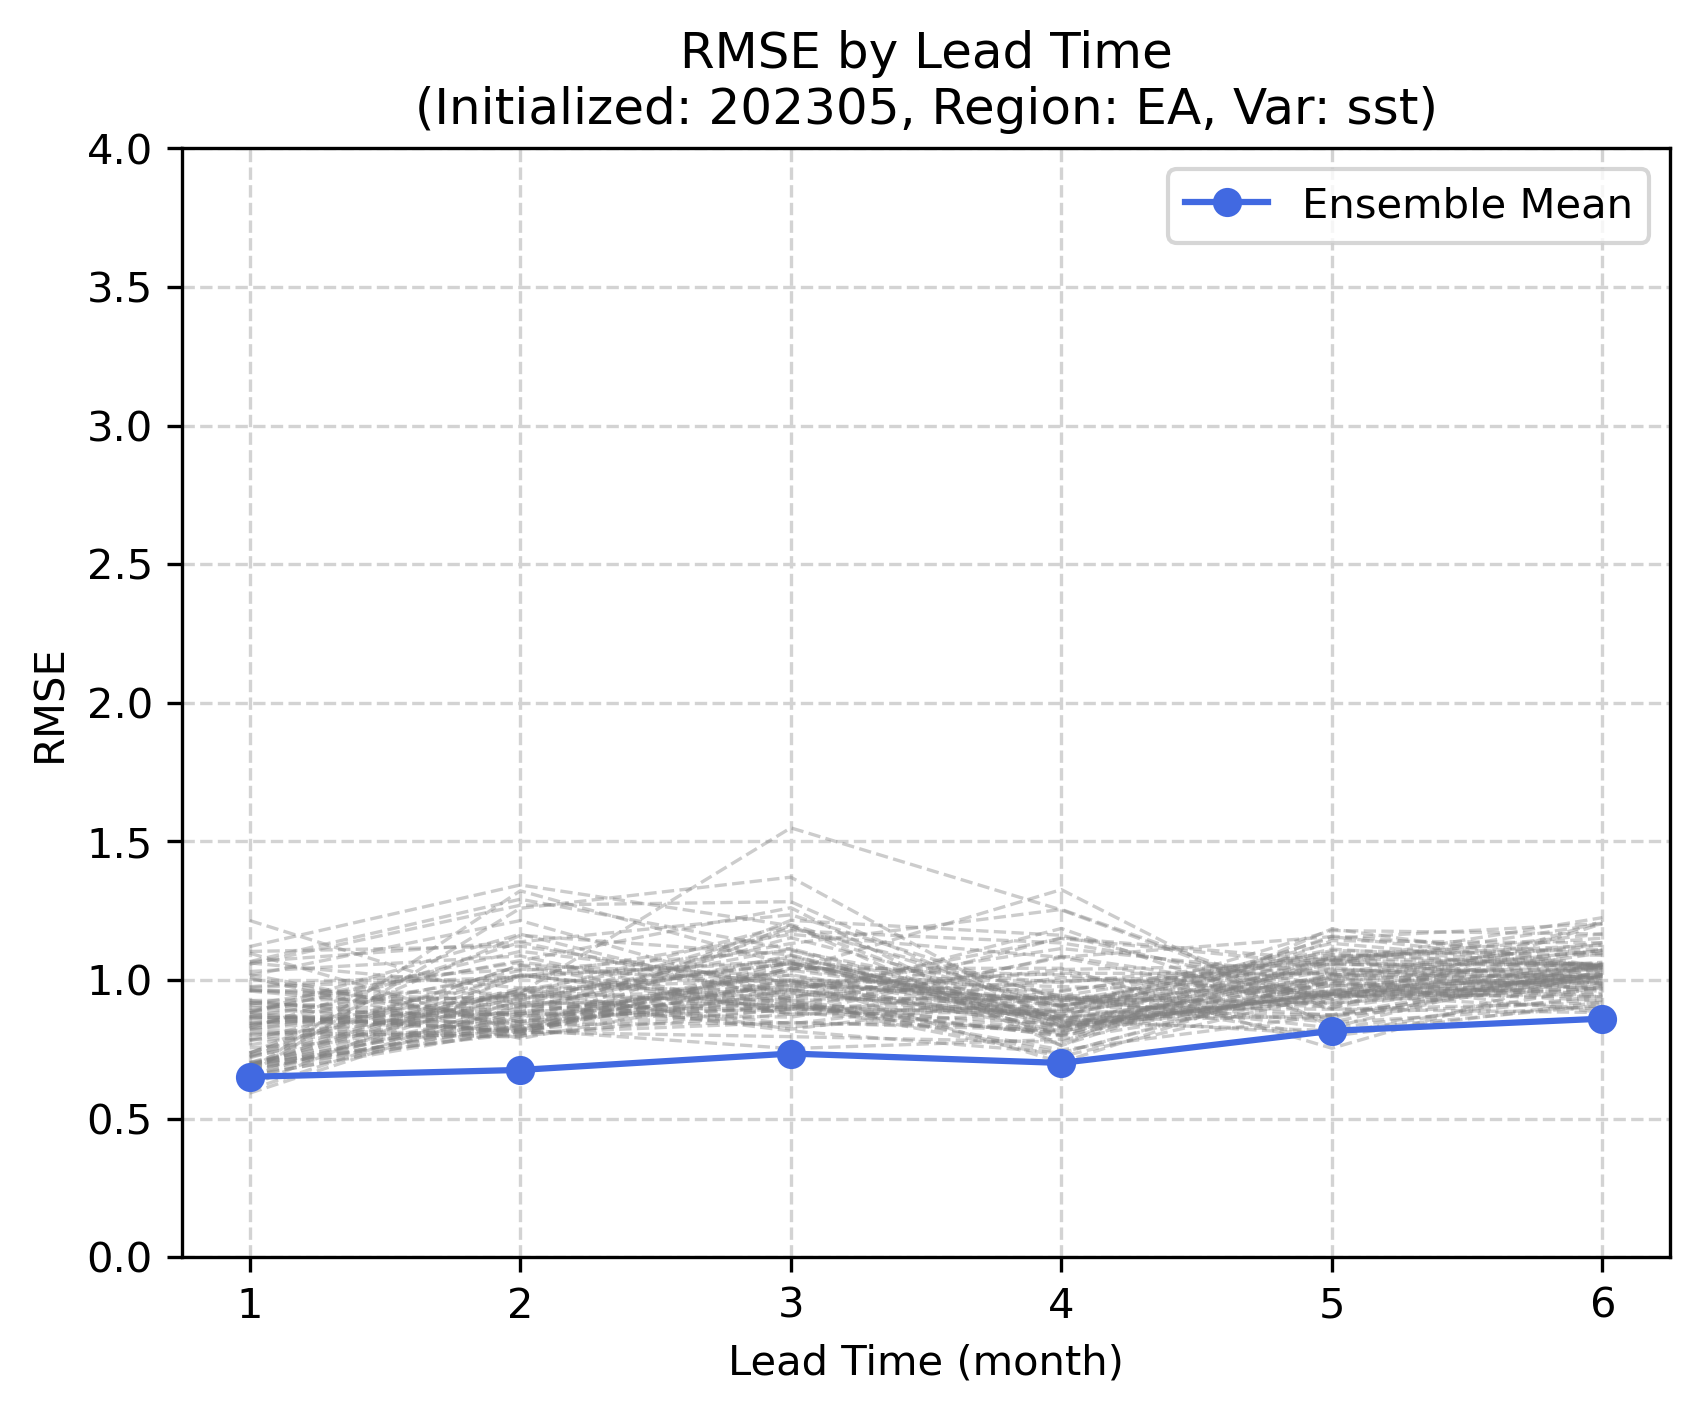 RMSE by Lead Time
(Initialized: 202305, Region: EA, Var: sst)
Ensemble Mean
4.0
3.5
3.0
2.5
2.0
1.5
1.0
0.5
0.0
RMSE
1 2 3 4 5 6
Lead Time (month)